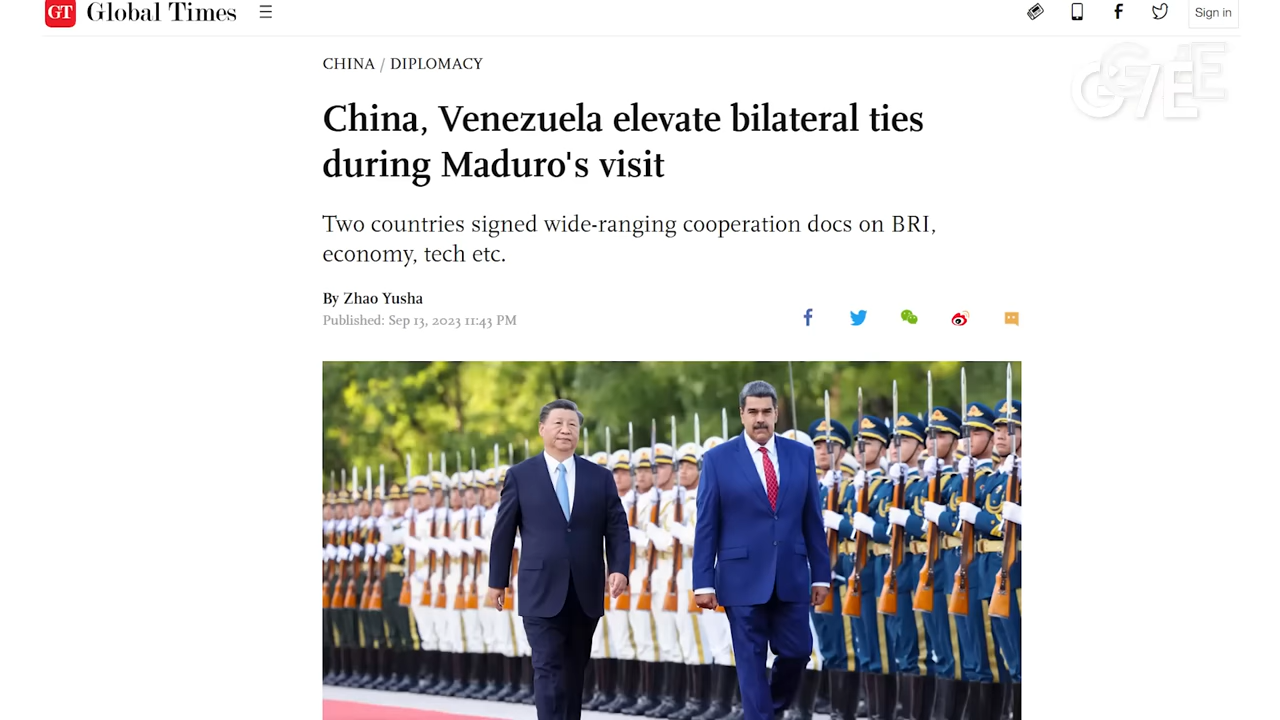 GT Global Times
Sign in
CHINA / DIPLOMACY
China, Venezuela elevate bilateral ties
during Maduro's visit
Two countries signed wide-ranging cooperation docs on BRI,
economy, tech etc.
By Zhao Yusha
Published: Sep 13, 2023 11:43 PM